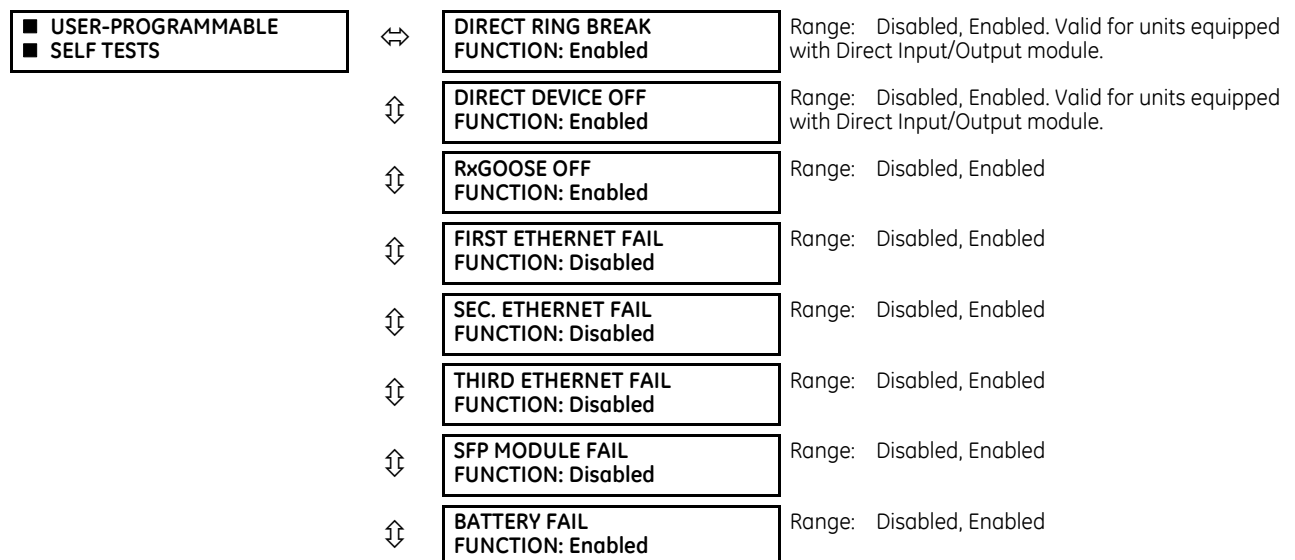 ■ USER-PROGRAMMABLE
■ SELF TESTS
DIRECT RING BREAK
FUNCTION: Enabled
Range: Disabled, Enabled. Valid for units equipped
with Direct Input/Output module.
DIRECT DEVICE OFF
FUNCTION: Enabled
Range: Disabled, Enabled. Valid for units equipped
with Direct Input/Output module.
RxGOOSE OFF
FUNCTION: Enabled
Range: Disabled, Enabled
FIRST ETHERNET FAIL
FUNCTION: Disabled
Range: Disabled, Enabled
SEC. ETHERNET FAIL
FUNCTION: Disabled
Range: Disabled, Enabled
THIRD ETHERNET FAIL
FUNCTION: Disabled
Range: Disabled, Enabled
SFP MODULE FAIL
FUNCTION: Disabled
Range: Disabled, Enabled
BATTERY FAIL
FUNCTION: Enabled
Range: Disabled, Enabled